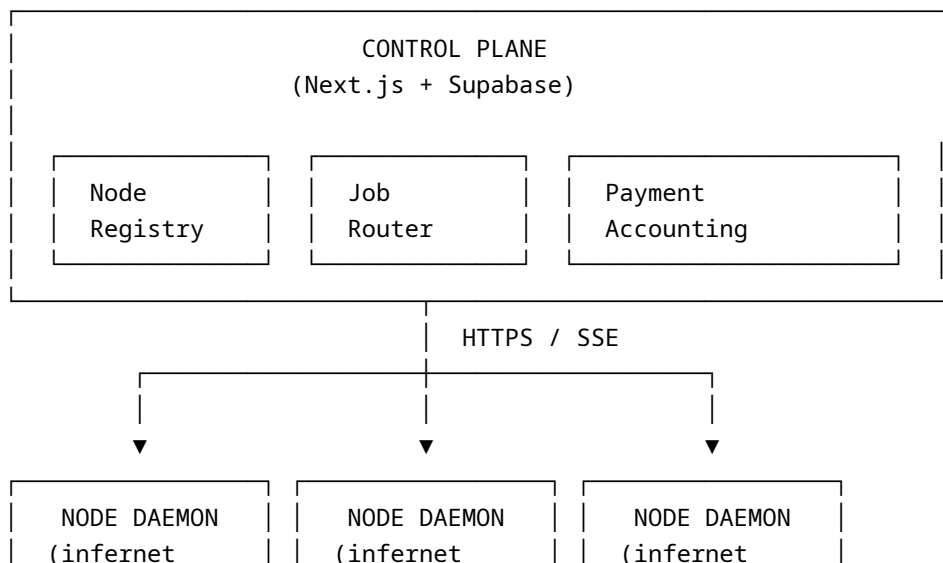 CONTROL PLANE
(Next.js + Supabase)
Node Job Payment
Registry Router Accounting
HTTPS / SSE
NODE DAEMON NODE DAEMON NODE DAEMON
(infernet (infernet (infernet